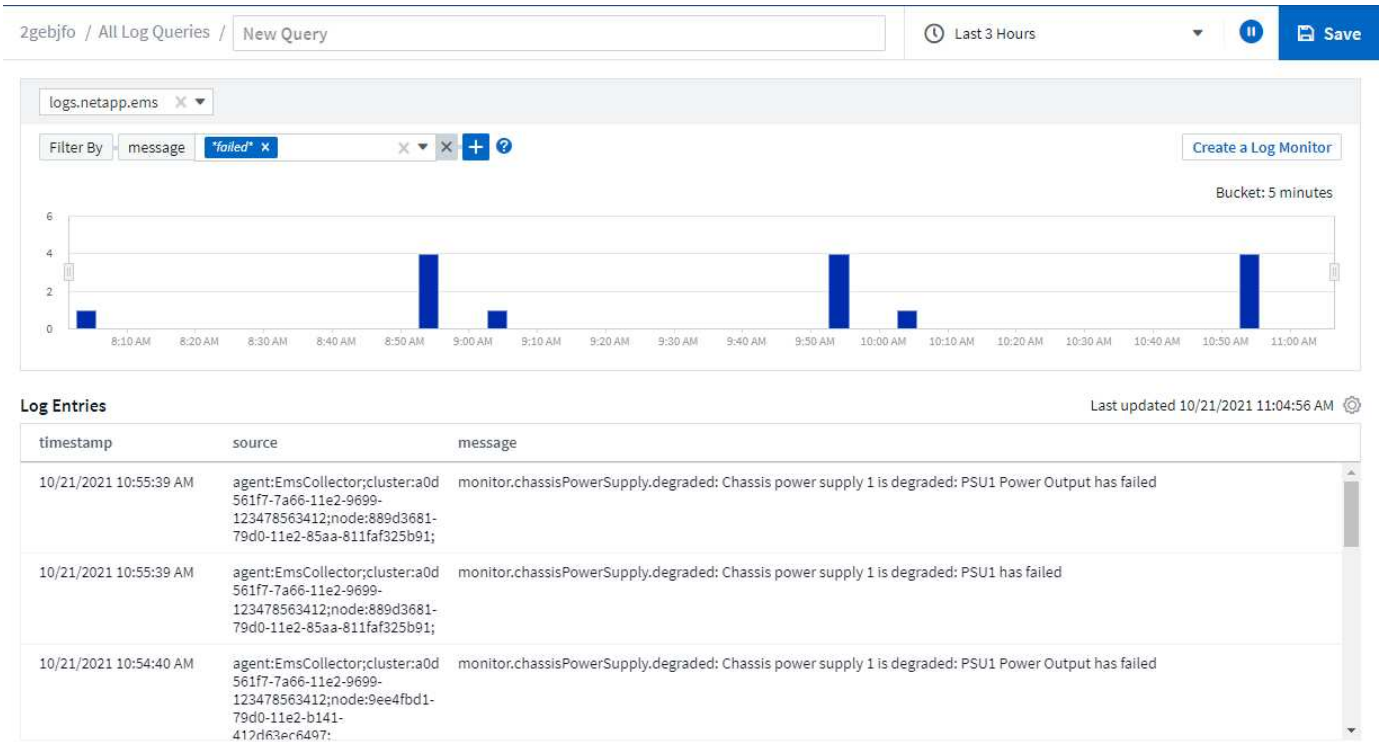 2gebjfo / All Log Queries / New Query
Last 3 Hours
Save
logs.netapp.ems
Filter By message *failed*
Create a Log Monitor
Bucket: 5 minutes
6
4
2
0
8:10 AM 8:20 AM 8:30 AM 8:40 AM 8:50 AM 9:00 AM 9:10 AM 9:20 AM 9:30 AM 9:40 AM 9:50 AM 10:00 AM 10:10 AM 10:20 AM 10:30 AM 10:40 AM 10:50 AM 11:00 AM
Log Entries
Last updated 10/21/2021 11:04:56 AM
timestamp source message
10/21/2021 10:55:39 AM agent:EmsCollector;cluster:a0d monitor.chassisPowerSupply.degraded: Chassis power supply 1 is degraded: PSU1 Power Output has failed
561f7-7a66-11e2-9699-
123478563412;node:889d3681-
79d0-11e2-85aa-811faf325b91;
10/21/2021 10:55:39 AM agent:EmsCollector;cluster:a0d monitor.chassisPowerSupply.degraded: Chassis power supply 1 is degraded: PSU1 has failed
561f7-7a66-11e2-9699-
123478563412;node:889d3681-
79d0-11e2-85aa-811faf325b91;
10/21/2021 10:54:40 AM agent:EmsCollector;cluster:a0d monitor.chassisPowerSupply.degraded: Chassis power supply 1 is degraded: PSU1 Power Output has failed
561f7-7a66-11e2-9699-
123478563412;node:9ee4fbd1-
79d0-11e2-b141-
412d63ec6497;